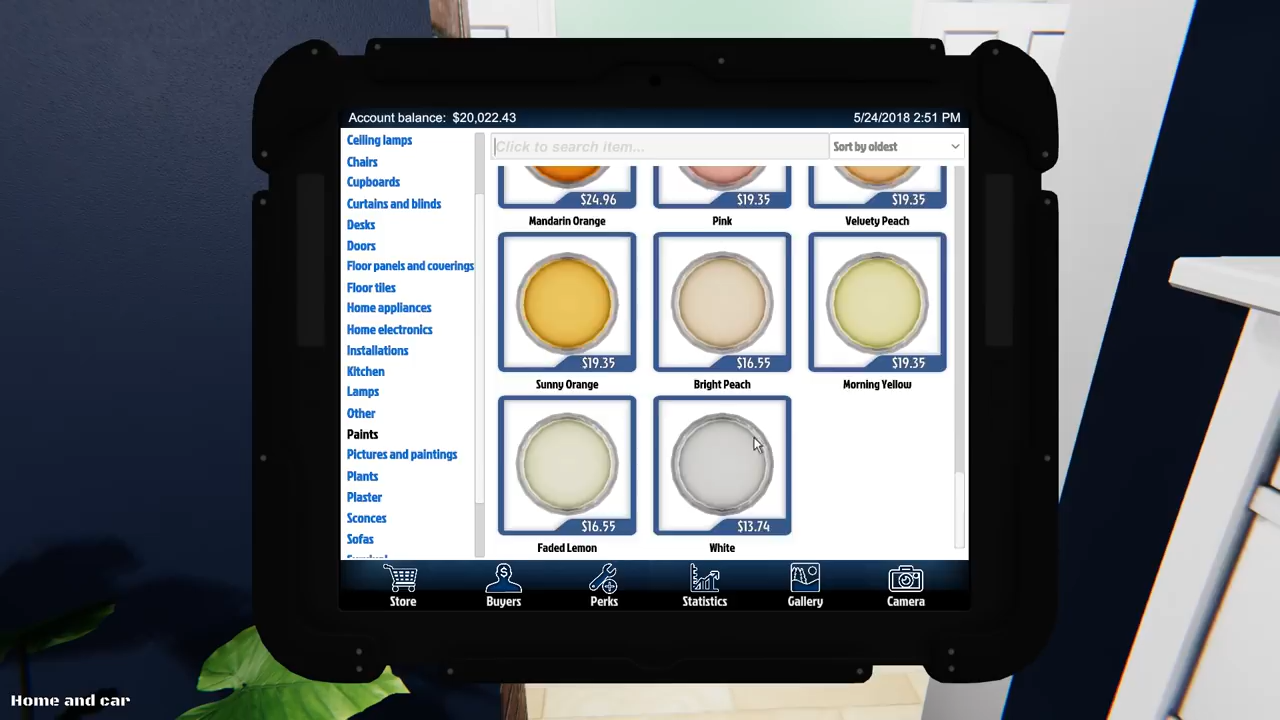 Account balance: $20,022.43
5/24/2018 2:51 PM
Ceiling lamps
Chairs
Cupboards
Curtains and blinds
Desks
Doors
Floor panels and coverings
Floor tiles
Home appliances
Home electronics
Installations
Kitchen
Lamps
Other
Paints
Pictures and paintings
Plants
Plaster
Sconces
Sofas
Click to search item...
Sort by oldest
$24.96
$19.35
$19.35
Mandarin Orange
Pink
Velvety Peach
$19.35
$16.55
$19.35
Sunny Orange
Bright Peach
Morning Yellow
$16.55
$13.74
Faded Lemon
White
Store
Buyers
Perks
Statistics
Gallery
Camera
Home and car